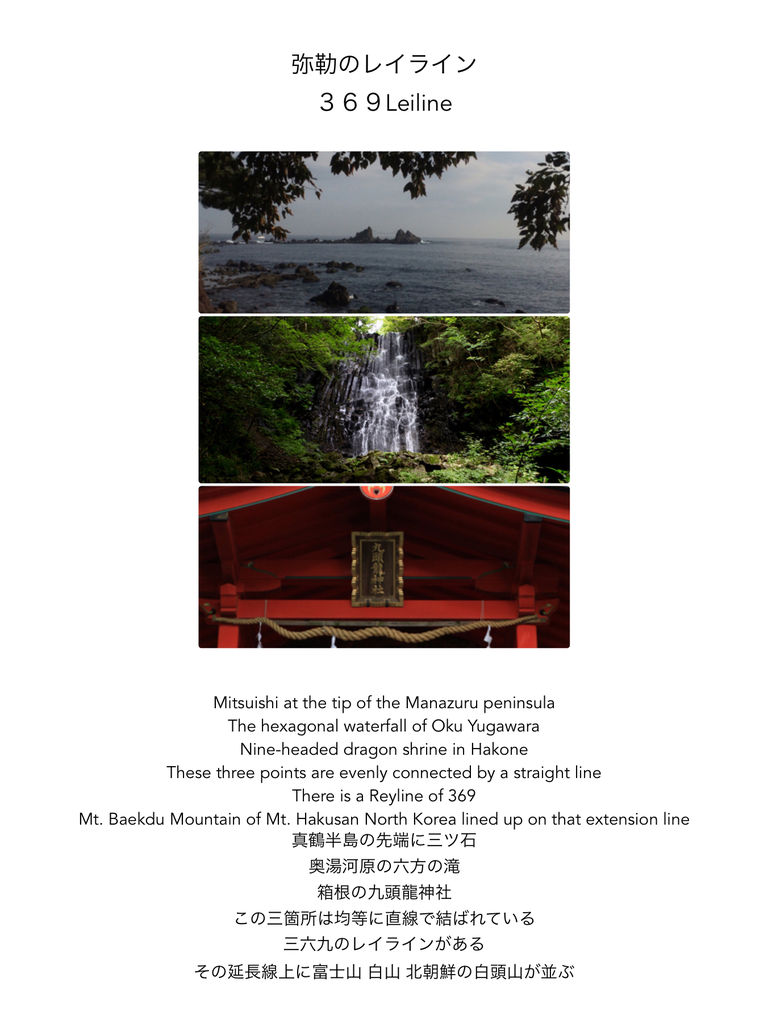 弥勒のレイライン
３６９Leiline
九頭龍神社
Mitsuishi at the tip of the Manazuru peninsula
The hexagonal waterfall of Oku Yugawara
Nine-headed dragon shrine in Hakone
These three points are evenly connected by a straight line
There is a Reyline of 369
Mt. Baekdu Mountain of Mt. Hakusan North Korea lined up on that extension line
真鶴半島の先端に三ツ石
奥湯河原の六方の滝
箱根の九頭龍神社
この三箇所は均等に直線で結ばれている
三六九のレイラインがある
その延長線上に富士山 白山 北朝鮮の白頭山が並ぶ